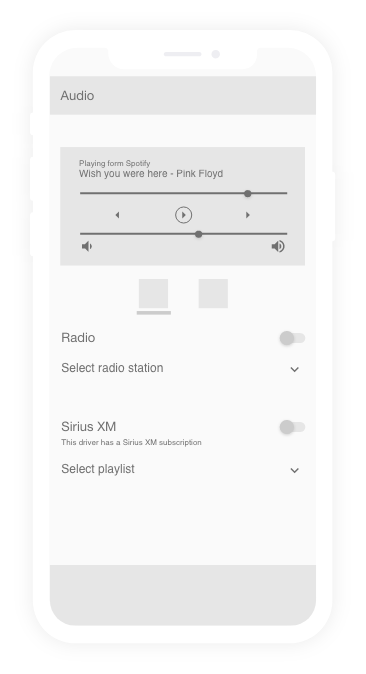 Audio
Playing form Spotify
Wish you were here - Pink Floyd
Radio
Select radio station
Sirius XM
This driver has a Sirius XM subscription
Select playlist